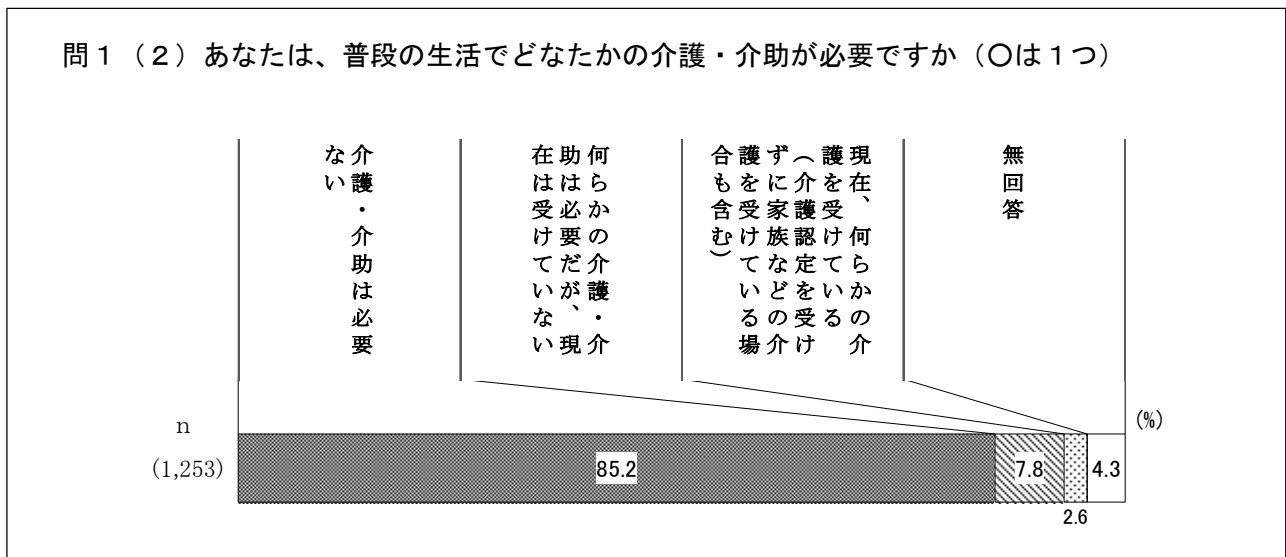 問１（２）あなたは、普段の生活でどなたかの介護・介助が必要ですか（〇は１つ）
介護・介助は必要
ない
何らかの介護・介
助は必要だが、現
在は受けていない
現在、何らかの介
護を受けている
（介護認定を受け
ずに家族などの介
護を受けている場
合も含む）
無回答
(%)
n
(1,253)
85.2
7.8
4.3
2.6